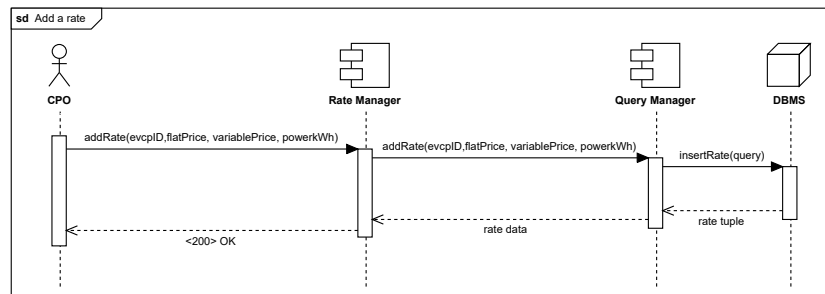 sd Add a rate
CPO
Rate Manager
Query Manager
DBMS
addRate(evcpID,flatPrice, variablePrice, powerkWh)
addRate(evcpID,flatPrice, variablePrice, powerkWh)
insertRate(query)
rate tuple
rate data
<200> OK